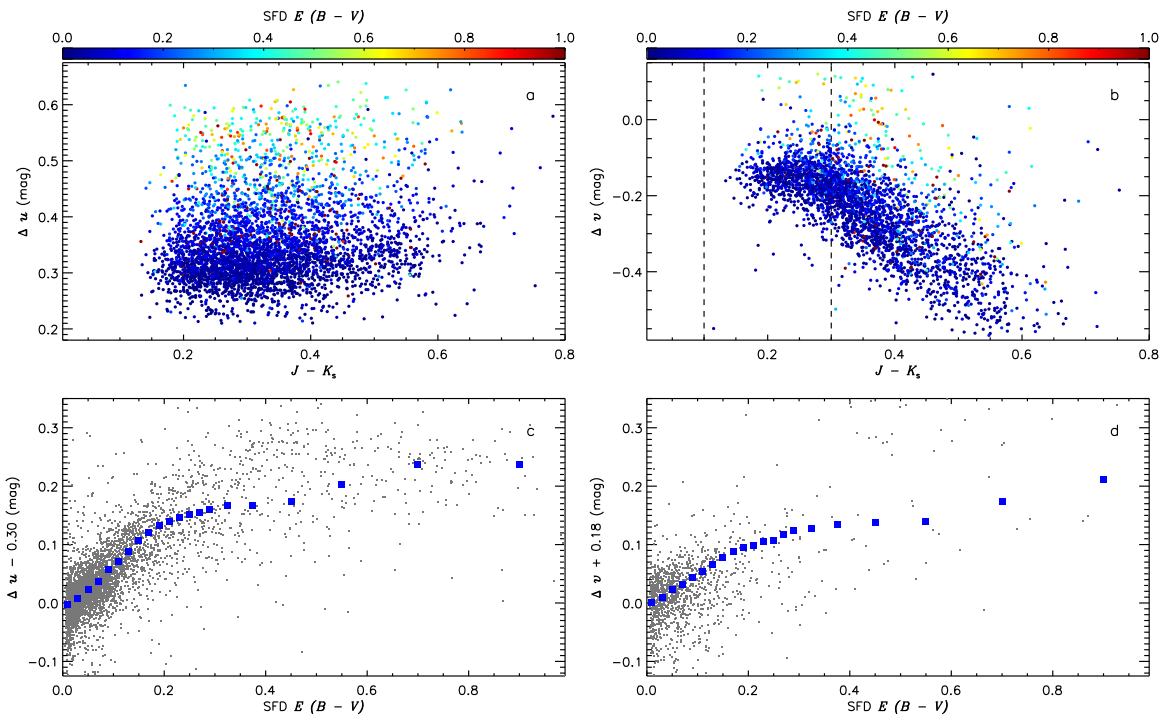 SFD E (B − V)
0.0 0.2 0.4 0.6 0.8 1.0
a
Δ u (mag)
0.6
0.5
0.4
0.3
0.2
0.2 0.4 0.6 0.8
J − Ks
SFD E (B − V)
0.0 0.2 0.4 0.6 0.8 1.0
b
Δ v (mag)
0.0
−0.2
−0.4
0.2 0.4 0.6 0.8
J − Ks
c
Δ u − 0.30 (mag)
0.3
0.2
0.1
0.0
−0.1
0.0 0.2 0.4 0.6 0.8
SFD E (B − V)
d
Δ v + 0.18 (mag)
0.3
0.2
0.1
0.0
−0.1
0.0 0.2 0.4 0.6 0.8
SFD E (B − V)